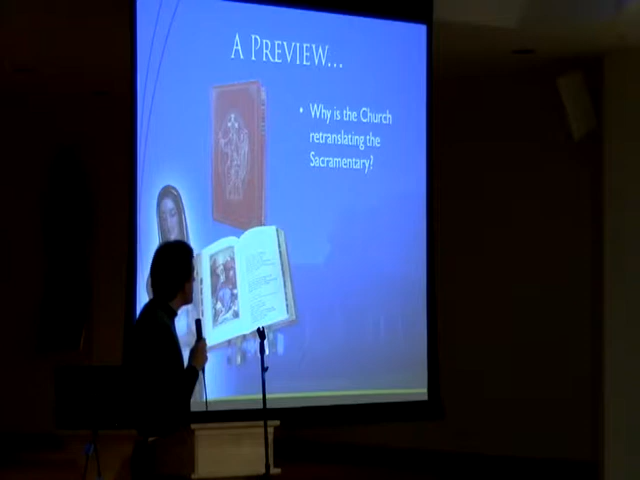 A PREVIEW...
• Why is the Church
retranslating the
Sacramentary?